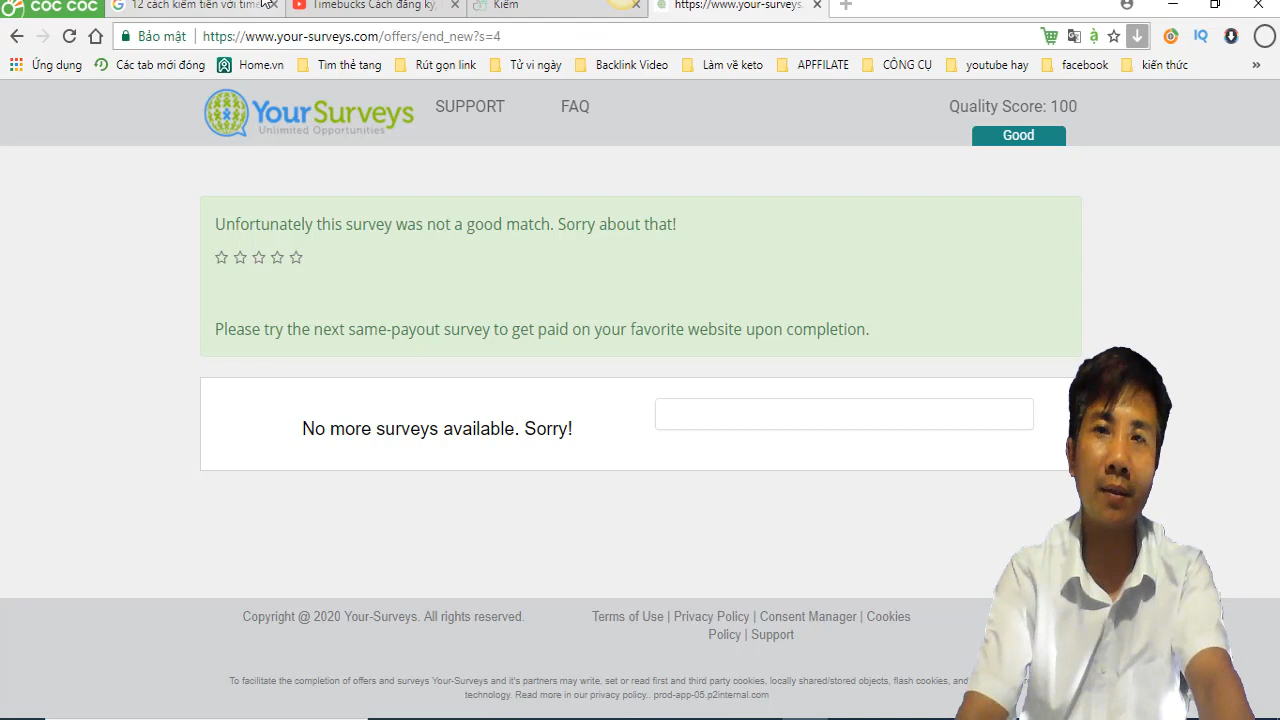 CỐC CỐC
12 cách kiếm tiền với time
Timebucks Cách đăng ký,
Kiếm
https://www.your-surveys.
Bảo mật
https://www.your-surveys.com/offers/end_new?s=4
Ứng dụng
Các tab mới đóng
Home.vn
Tìm thẻ tang
Rút gọn link
Tử vi ngày
Backlink Video
Làm về keto
APFFILATE
CÔNG CỤ
youtube hay
facebook
kiến thức
»
YourSurveys
Unlimited Opportunities
SUPPORT
FAQ
Quality Score: 100
Good
Unfortunately this survey was not a good match. Sorry about that!
Please try the next same-payout survey to get paid on your favorite website upon completion.
No more surveys available. Sorry!
Copyright @ 2020 Your-Surveys. All rights reserved.
Terms of Use | Privacy Policy | Consent Manager | Cookies
Policy | Support
To facilitate the completion of offers and surveys Your-Surveys and it's partners may write, set or read first and third party cookies, locally shared/stored objects, flash cookies, and
technology. Read more in our privacy policy.. prod-app-05.p2internal.com